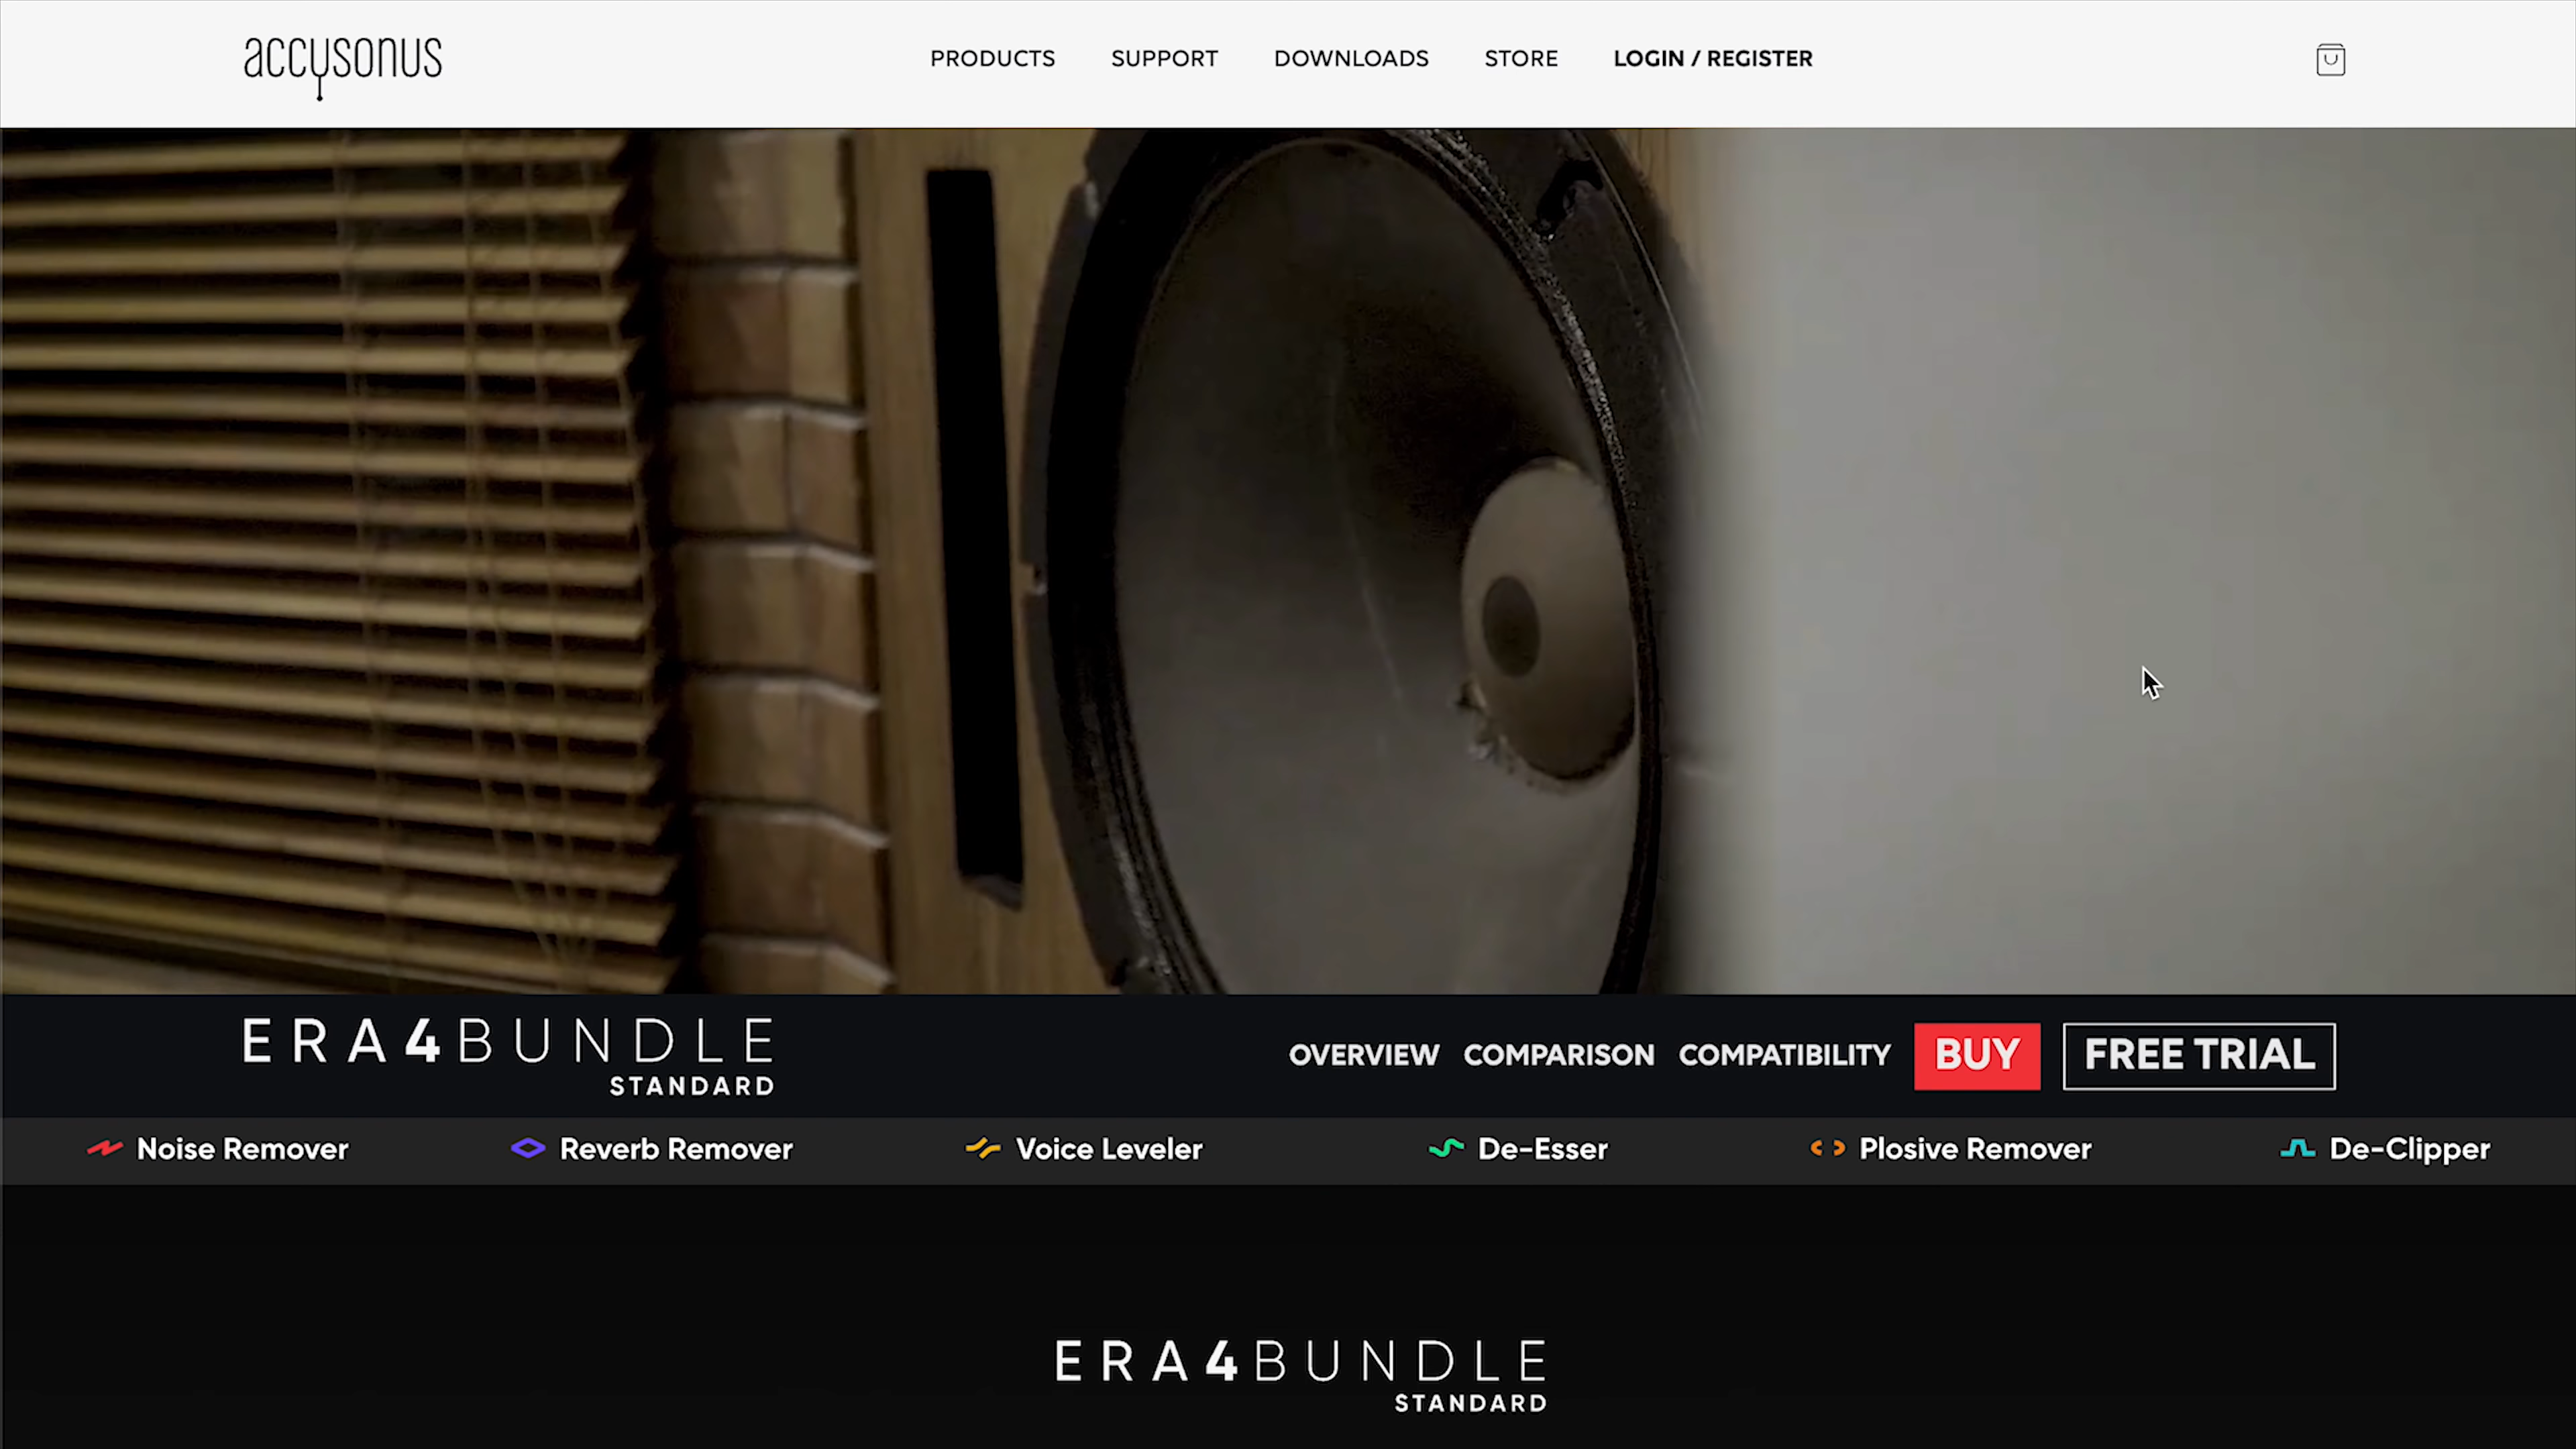 accusonus
PRODUCTS SUPPORT DOWNLOADS STORE LOGIN / REGISTER
ERA4BUNDLE
STANDARD
OVERVIEW COMPARISON COMPATIBILITY BUY FREE TRIAL
Noise Remover Reverb Remover Voice Leveler De-Esser Plosive Remover De-Clipper
ERA4BUNDLE
STANDARD